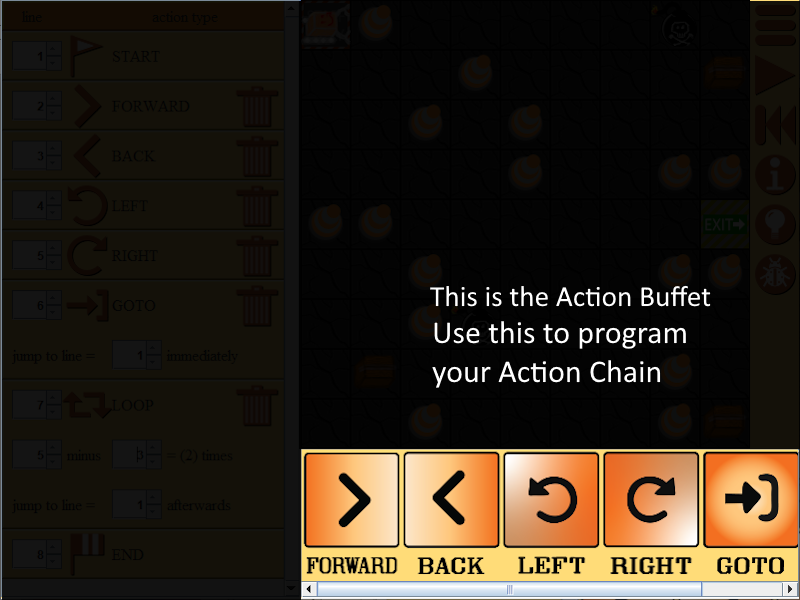 line action type
1 START
2 FORWARD
3 BACK
4 LEFT
5 RIGHT
6 GOTO
jump to line = 1 immediately
7 LOOP
5 minus 3 = (2) times
jump to line = 1 afterwards
8 END
EXIT
This is the Action Buffet
Use this to program
your Action Chain
FORWARD BACK LEFT RIGHT GOTO